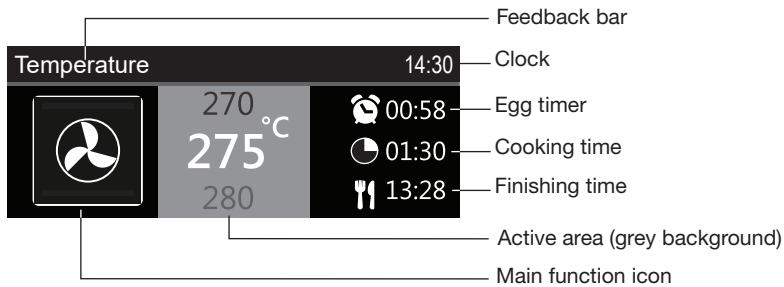 Feedback bar
Temperature 14:30
Clock
270
00:58
Egg timer
275 °C
01:30
Cooking time
280
13:28
Finishing time
Active area (grey background)
Main function icon